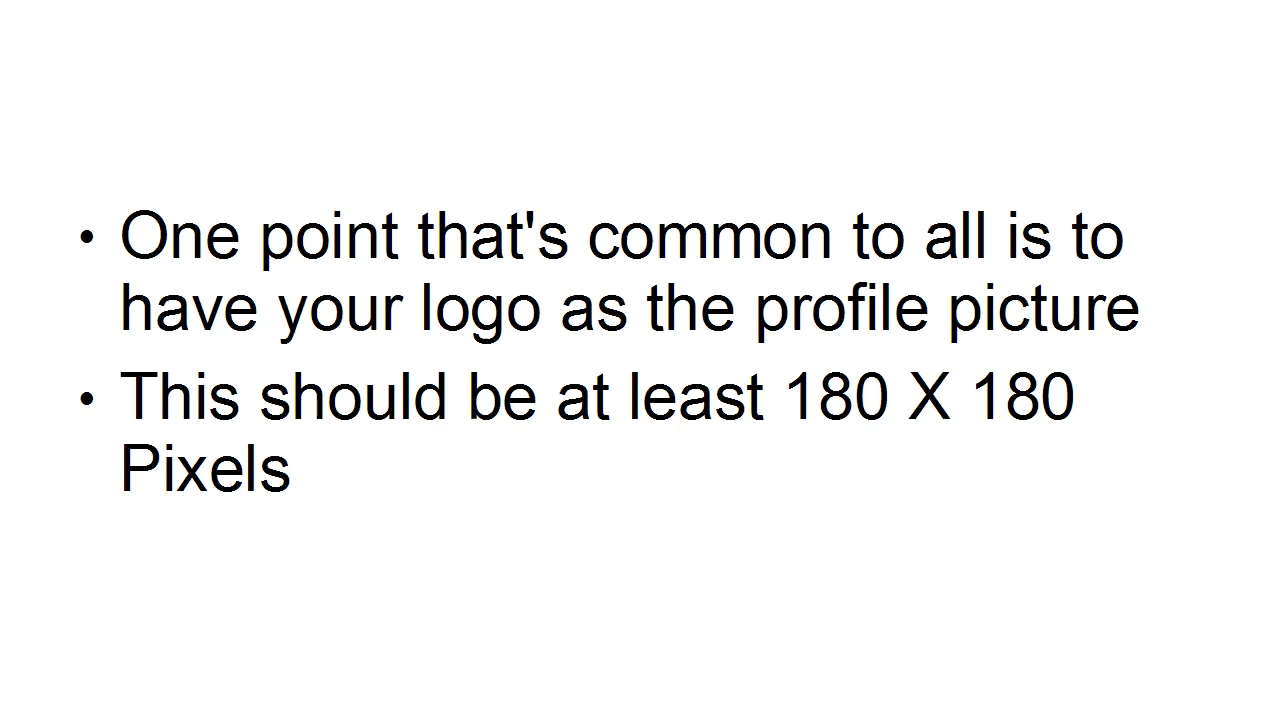 • One point that's common to all is to
have your logo as the profile picture
• This should be at least 180 X 180
Pixels